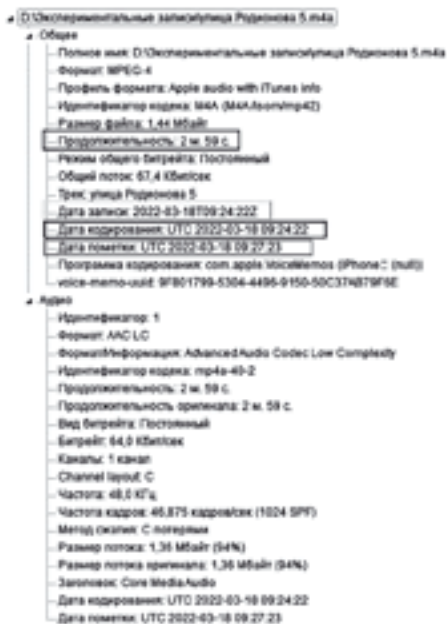 D:\Экспериментальные записи\улица Родионова 5.m4a
Общее
Полное имя: D:\Экспериментальные записи\улица Родионова 5.m4a
Формат: MPEG-4
Профиль формата: Apple audio with iTunes info
Идентификатор кодека: M4A (M4A/isom/mp42)
Размер файла: 1,44 Мбайт
Продолжительность: 2 м. 59 с.
Режим общего битрейта: Постоянный
Общий поток: 67,4 Кбит/сек
Трек: улица Родионова 5
Дата записи: 2022-03-18T09:24:22Z
Дата кодирования: UTC 2022-03-18 09:24:22
Дата пометки: UTC 2022-03-18 09:27:23
Программа кодирования: com.apple.VoiceMemos (iPhone (null))
voice-memo-uuid:
Аудио
Идентификатор: 1
Формат: AAC LC
Формат/Информация: Advanced Audio Codec Low Complexity
Идентификатор кодека: mp4a-40-2
Продолжительность: 2 м. 59 с.
Продолжительность оригинала: 2 м. 59 с.
Вид битрейта: Постоянный
Битрейт: 64,0 Кбит/сек
Каналы: 1 канал
Channel layout: C
Частота: 48,0 КГц
Частота кадров: 46,875 кадров/сек (1024 SPF)
Метод сжатия: С потерями
Размер потока: 1,36 Мбайт (94%)
Размер потока оригинала: 1,36 Мбайт (94%)
Заголовок: Core Media Audio
Дата кодирования: UTC 2022-03-18 09:24:22
Дата пометки: UTC 2022-03-18 09:27:23